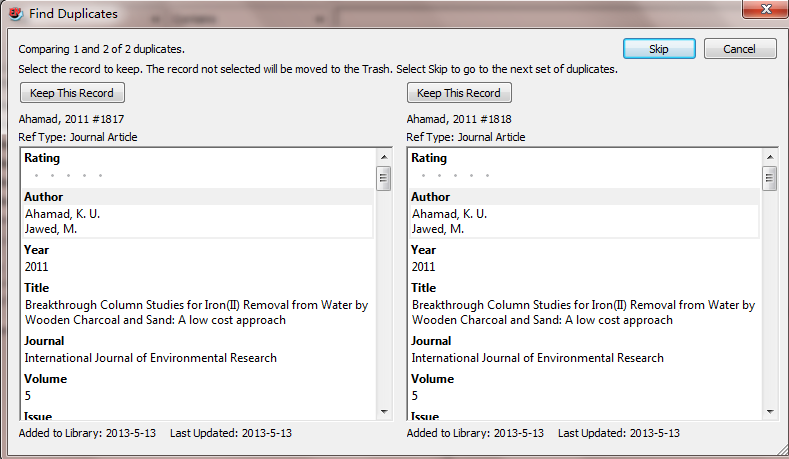 Find Duplicates
Comparing 1 and 2 of 2 duplicates.
Skip
Cancel
Select the record to keep. The record not selected will be moved to the Trash. Select Skip to go to the next set of duplicates.
Keep This Record
Ahamad, 2011 #1817
Ref Type: Journal Article
Rating
Author
Ahamad, K. U.
Jawed, M.
Year
2011
Title
Breakthrough Column Studies for Iron(II) Removal from Water by
Wooden Charcoal and Sand: A low cost approach
Journal
International Journal of Environmental Research
Volume
5
Issue
Added to Library: 2013-5-13 Last Updated: 2013-5-13
Keep This Record
Ahamad, 2011 #1818
Ref Type: Journal Article
Rating
Author
Ahamad, K. U.
Jawed, M.
Year
2011
Title
Breakthrough Column Studies for Iron(II) Removal from Water by
Wooden Charcoal and Sand: A low cost approach
Journal
International Journal of Environmental Research
Volume
5
Issue
Added to Library: 2013-5-13 Last Updated: 2013-5-13